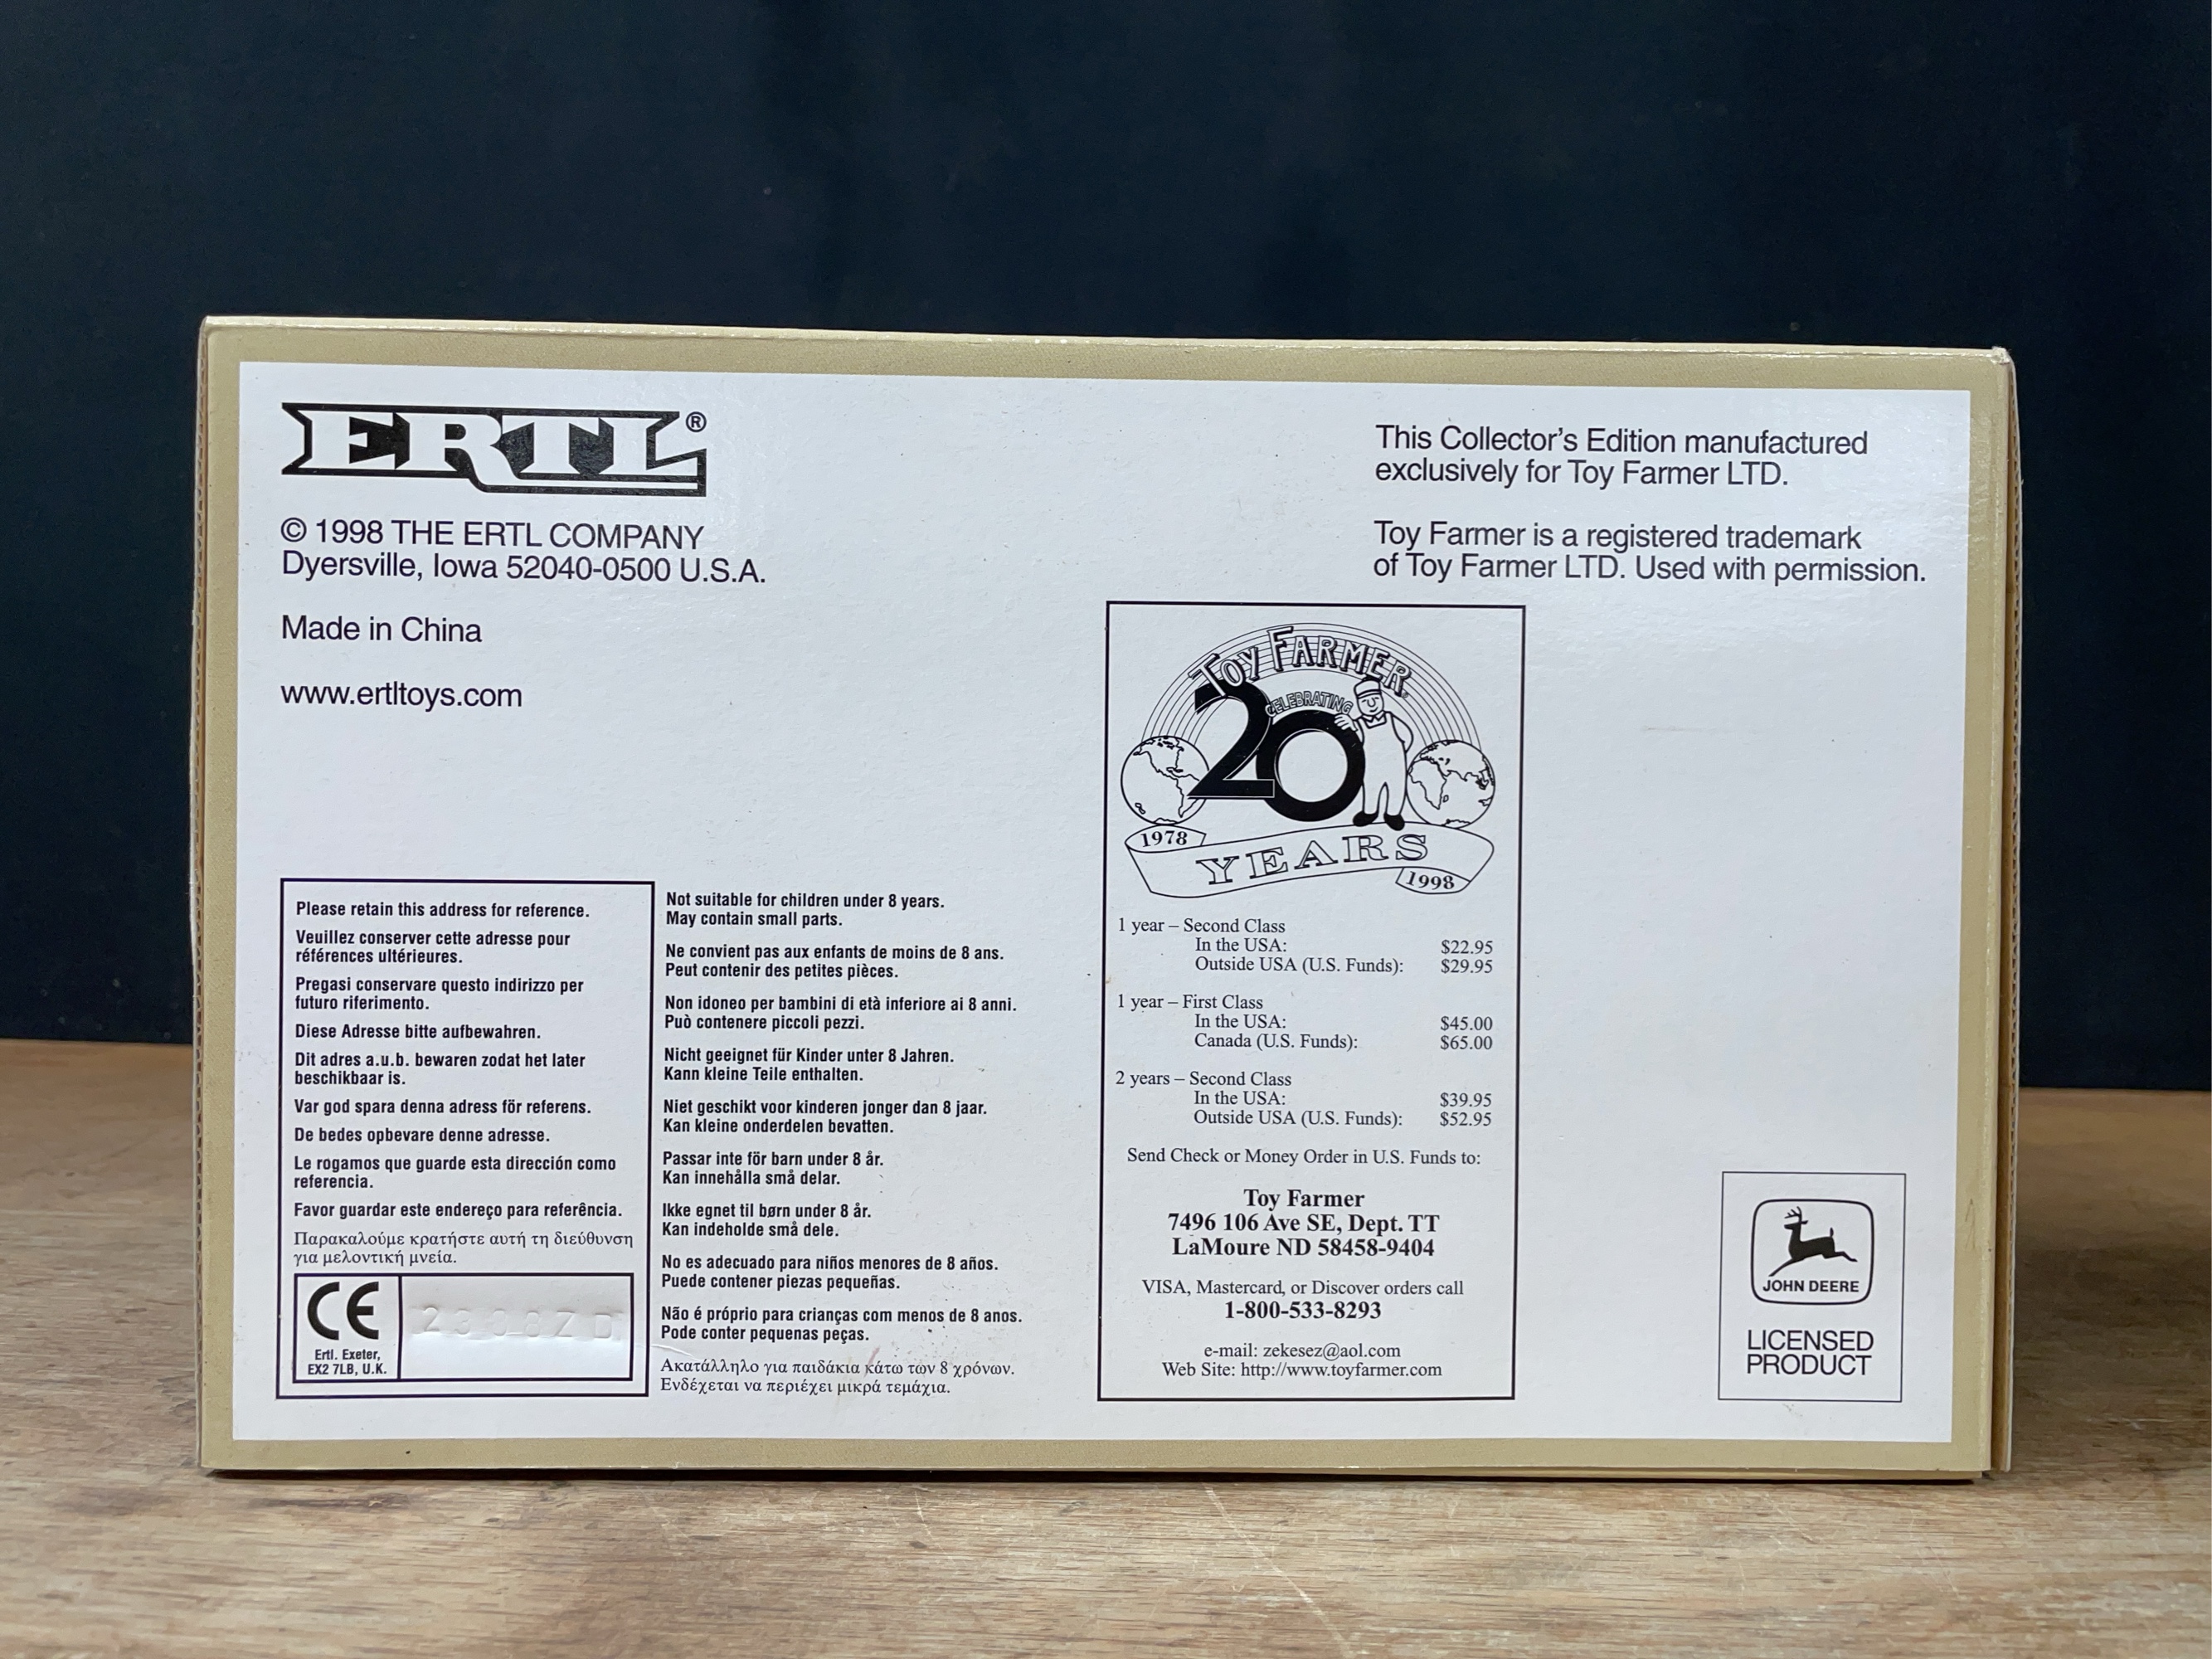 ERTL®
© 1998 THE ERTL COMPANY
Dyersville, Iowa 52040-0500 U.S.A.
Made in China
www.ertltoys.com
This Collector's Edition manufactured
exclusively for Toy Farmer LTD.
Toy Farmer is a registered trademark
of Toy Farmer LTD. Used with permission.
Please retain this address for reference.
Veuillez conserver cette adresse pour
références ultérieures.
Pregasi conservare questo indirizzo per
futuro riferimento.
Diese Adresse bitte aufbewahren.
Dit adres a.u.b. bewaren zodat het later
beschikbaar is.
Var god spara denna adress för referens.
De bedes opbevare denne adresse.
Le rogamos que guarde esta dirección como
referencia.
Favor guardar este endereço para referência.
Παρακαλούμε κρατήστε αυτή τη διεύθυνση
για μελοντική μνεία.
CE
Ertl. Exeter,
EX2 7LB, U.K.
Not suitable for children under 8 years.
May contain small parts.
Ne convient pas aux enfants de moins de 8 ans.
Peut contenir des petites pièces.
Non idoneo per bambini di età inferiore ai 8 anni.
Può contenere piccoli pezzi.
Nicht geeignet für Kinder unter 8 Jahren.
Kann kleine Teile enthalten.
Niet geschikt voor kinderen jonger dan 8 jaar.
Kan kleine onderdelen bevatten.
Passar inte för barn under 8 år.
Kan innehålla små delar.
Ikke egnet til børn under 8 år.
Kan indeholde små dele.
No es adecuado para niños menores de 8 años.
Puede contener piezas pequeñas.
Não é próprio para crianças com menos de 8 anos.
Pode conter pequenas peças.
Ακατάλληλο για παιδάκια κάτω των 8 χρόνων.
Ενδέχεται να περιέχει μικρά τεμάχια.
TOY FARMER
CELEBRATING
20
1978
YEARS
1998
1 year – Second Class
In the USA: $22.95
Outside USA (U.S. Funds): $29.95
1 year – First Class
In the USA: $45.00
Canada (U.S. Funds): $65.00
2 years – Second Class
In the USA: $39.95
Outside USA (U.S. Funds): $52.95
Send Check or Money Order in U.S. Funds to:
Toy Farmer
7496 106 Ave SE, Dept. TT
LaMoure ND 58458-9404
VISA, Mastercard, or Discover orders call
1-800-533-8293
e-mail: zekesez@aol.com
Web Site: http://www.toyfarmer.com
JOHN DEERE
LICENSED
PRODUCT